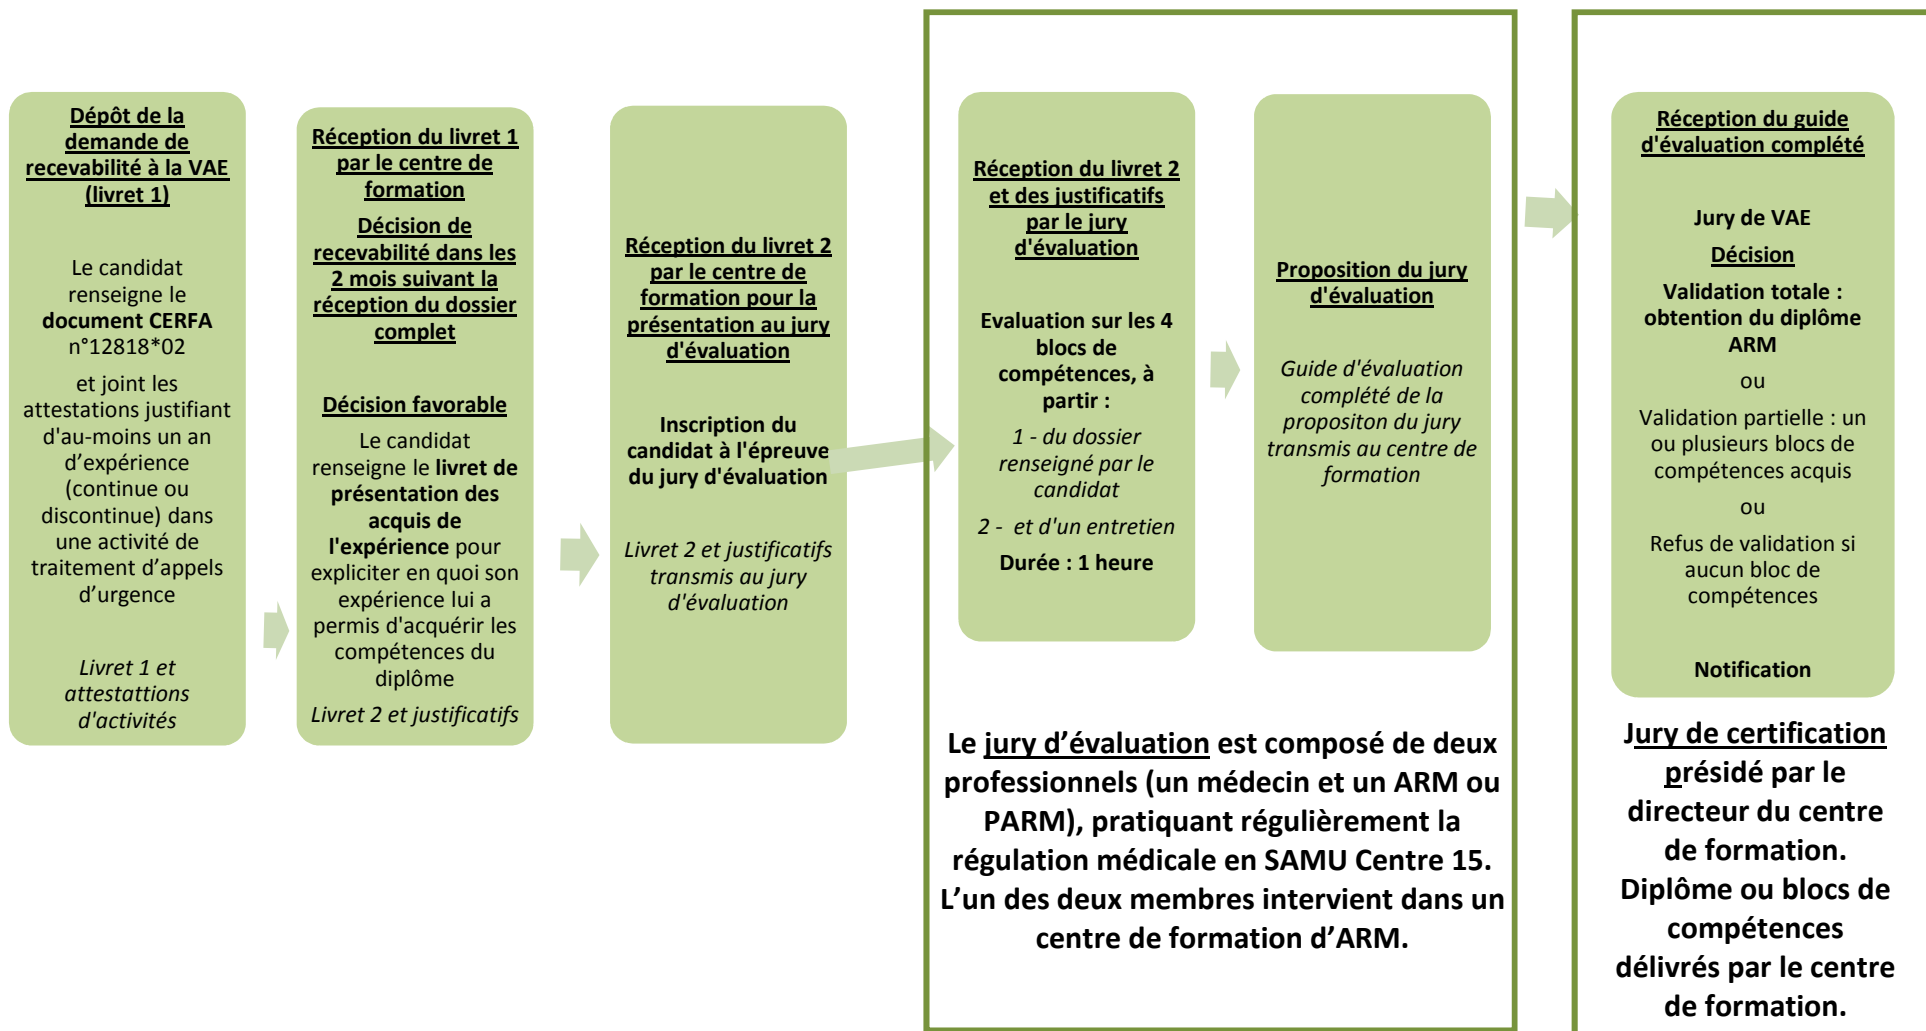 Dépôt de la
demande de
recevabilité à la VAE
(livret 1)
Le candidat
renseigne le
document CERFA
n°12818*02
et joint les
attestations justifiant
d'au-moins un an
d’expérience
(continue ou
discontinue) dans
une activité de
traitement d’appels
d’urgence
Livret 1 et
attestattions
d'activités
Réception du livret 1
par le centre de
formation
Décision de
recevabilité dans les
2 mois suivant la
réception du dossier
complet
Décision favorable
Le candidat
renseigne le livret de
présentation des
acquis de
l'expérience pour
expliciter en quoi son
expérience lui a
permis d'acquérir les
compétences du
diplôme
Livret 2 et justificatifs
Réception du livret 2
par le centre de
formation pour la
présentation au jury
d'évaluation
Inscription du
candidat à l'épreuve
du jury d'évaluation
Livret 2 et justificatifs
transmis au jury
d'évaluation
Réception du livret 2
et des justificatifs
par le jury
d'évaluation
Evaluation sur les 4
blocs de
compétences, à
partir :
1 - du dossier
renseigné par le
candidat
2 - et d'un entretien
Durée : 1 heure
Proposition du jury
d'évaluation
Guide d'évaluation
complété de la
propositon du jury
transmis au centre de
formation
Le jury d’évaluation est composé de deux
professionnels (un médecin et un ARM ou
PARM), pratiquant régulièrement la
régulation médicale en SAMU Centre 15.
L’un des deux membres intervient dans un
centre de formation d’ARM.
Réception du guide
d'évaluation complété
Jury de VAE
Décision
Validation totale :
obtention du diplôme
ARM
ou
Validation partielle : un
ou plusieurs blocs de
compétences acquis
ou
Refus de validation si
aucun bloc de
compétences
Notification
Jury de certification
présidé par le
directeur du centre
de formation.
Diplôme ou blocs de
compétences
délivrés par le centre
de formation.